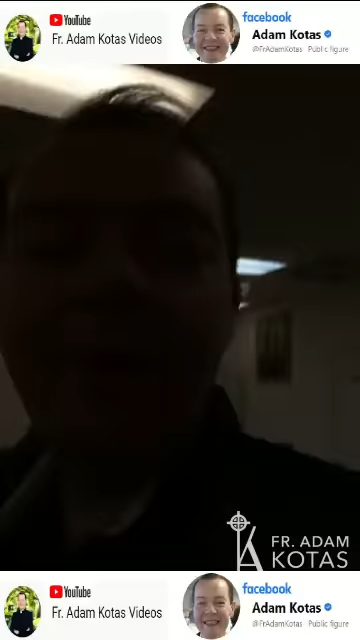 YouTube
Fr. Adam Kotas Videos
facebook
Adam Kotas
@FrAdamKotas · Public figure
FR. ADAM
KOTAS
YouTube
Fr. Adam Kotas Videos
facebook
Adam Kotas
@FrAdamKotas · Public figure